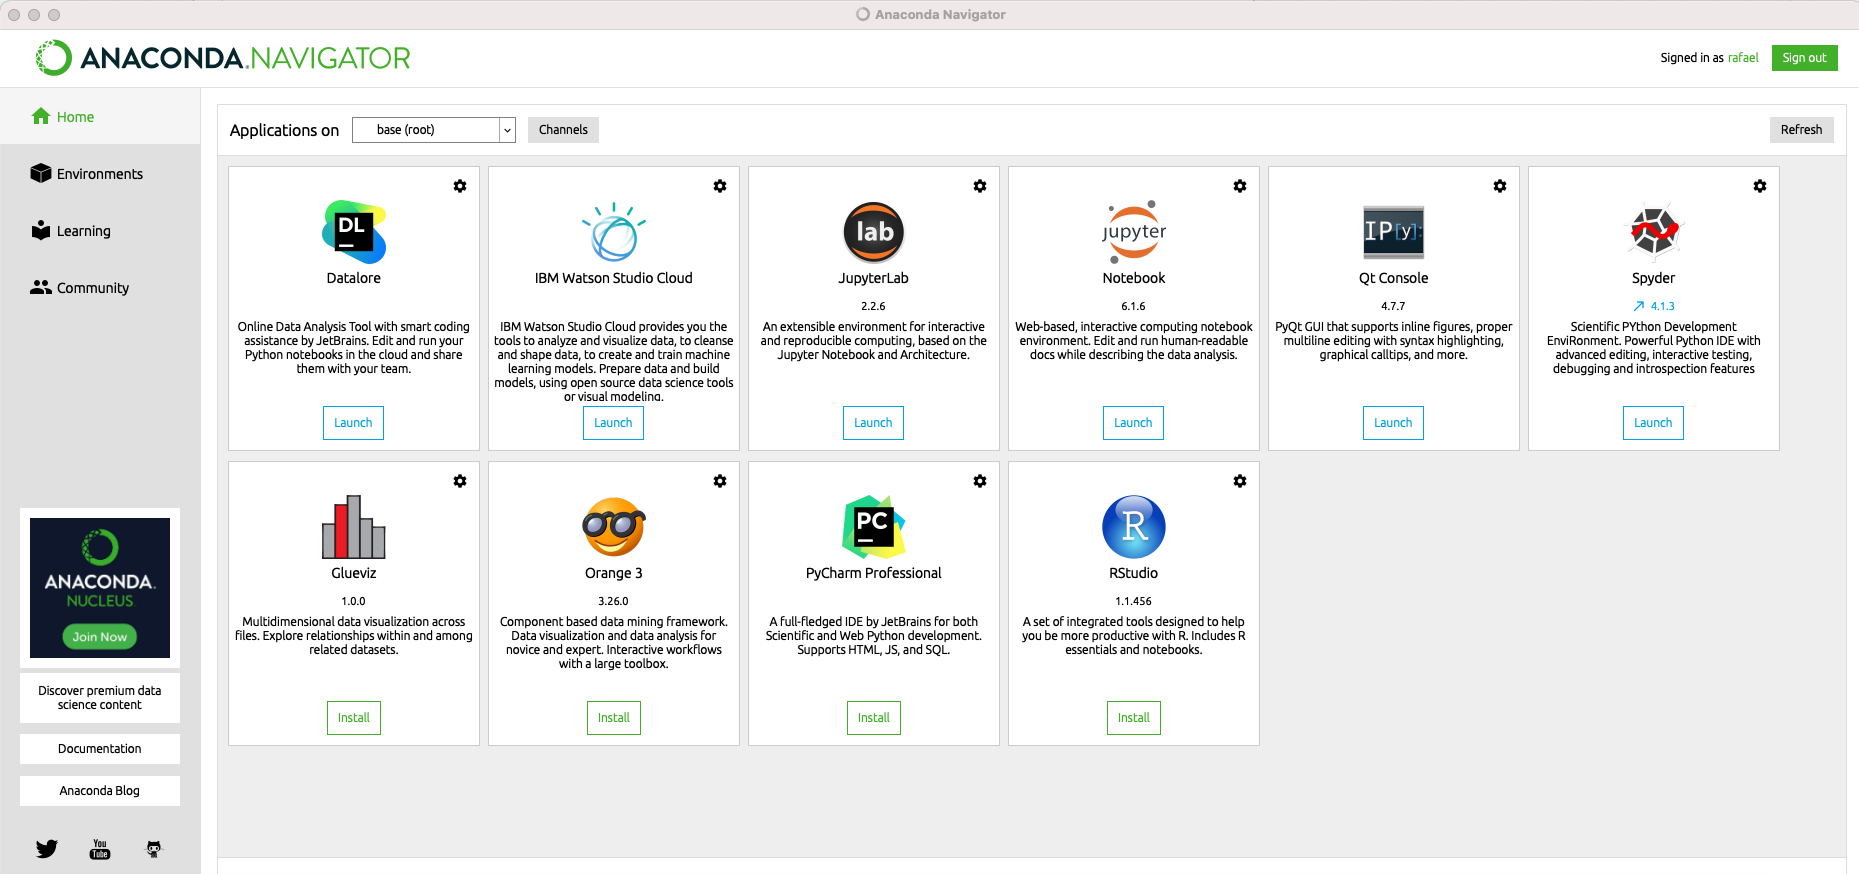 Anaconda Navigator
ANACONDA.NAVIGATOR
Signed in as rafael
Sign out
Home
Environments
Learning
Community
ANACONDA.
NUCLEUS
Join Now
Discover premium data
science content
Documentation
Anaconda Blog
You
Tube
Applications on
base (root)
Channels
Refresh
DL
Datalore
Online Data Analysis Tool with smart coding
assistance by JetBrains. Edit and run your
Python notebooks in the cloud and share
them with your team.
Launch
IBM Watson Studio Cloud
IBM Watson Studio Cloud provides you the
tools to analyze and visualize data, to cleanse
and shape data, to create and train machine
learning models. Prepare data and build
models, using open source data science tools
or visual modeling.
Launch
lab
JupyterLab
2.2.6
An extensible environment for interactive
and reproducible computing, based on the
Jupyter Notebook and Architecture.
Launch
jupyter
Notebook
6.1.6
Web-based, interactive computing notebook
environment. Edit and run human-readable
docs while describing the data analysis.
Launch
IP[y]:
Qt Console
4.7.7
PyQt GUI that supports inline figures, proper
multiline editing with syntax highlighting,
graphical calltips, and more.
Launch
Spyder
4.1.3
Scientific PYthon Development
EnviRonment. Powerful Python IDE with
advanced editing, interactive testing,
debugging and introspection features
Launch
Glueviz
1.0.0
Multidimensional data visualization across
files. Explore relationships within and among
related datasets.
Install
Orange 3
3.26.0
Component based data mining framework.
Data visualization and data analysis for
novice and expert. Interactive workflows
with a large toolbox.
Install
PC
PyCharm Professional
A full-fledged IDE by JetBrains for both
Scientific and Web Python development.
Supports HTML, JS, and SQL.
Install
R
RStudio
1.1.456
A set of integrated tools designed to help
you be more productive with R. Includes R
essentials and notebooks.
Install